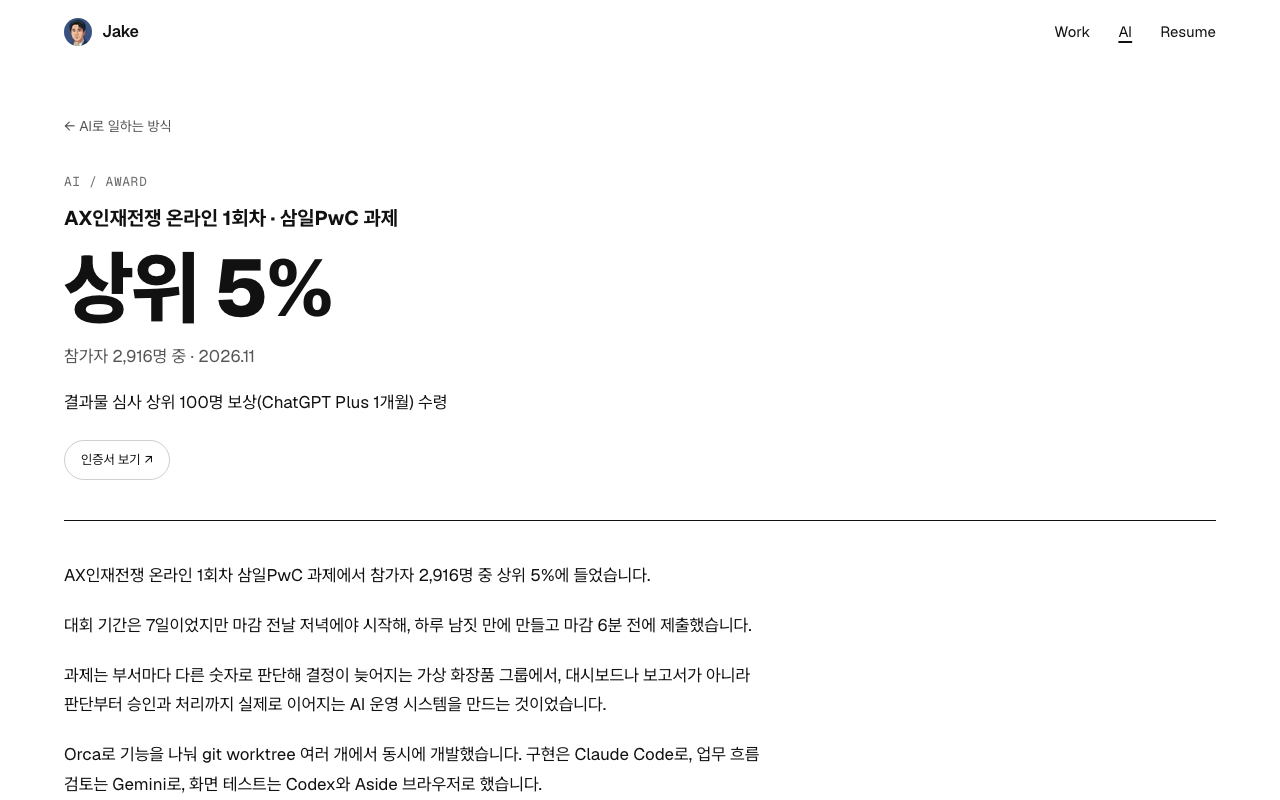 Jake
Work
AI
Resume
← AI로 일하는 방식
AI / AWARD
AX인재전쟁 온라인 1회차 · 삼일PwC 과제
상위 5%
참가자 2,916명 중 · 2026.11
결과물 심사 상위 100명 보상(ChatGPT Plus 1개월) 수령
인증서 보기 ↗
AX인재전쟁 온라인 1회차 삼일PwC 과제에서 참가자 2,916명 중 상위 5%에 들었습니다.
대회 기간은 7일이었지만 마감 전날 저녁에야 시작해, 하루 남짓 만에 만들고 마감 6분 전에 제출했습니다.
과제는 부서마다 다른 숫자로 판단해 결정이 늦어지는 가상 화장품 그룹에서, 대시보드나 보고서가 아니라
판단부터 승인과 처리까지 실제로 이어지는 AI 운영 시스템을 만드는 것이었습니다.
Orca로 기능을 나눠 git worktree 여러 개에서 동시에 개발했습니다. 구현은 Claude Code로, 업무 흐름
검토는 Gemini로, 화면 테스트는 Codex와 Aside 브라우저로 했습니다.